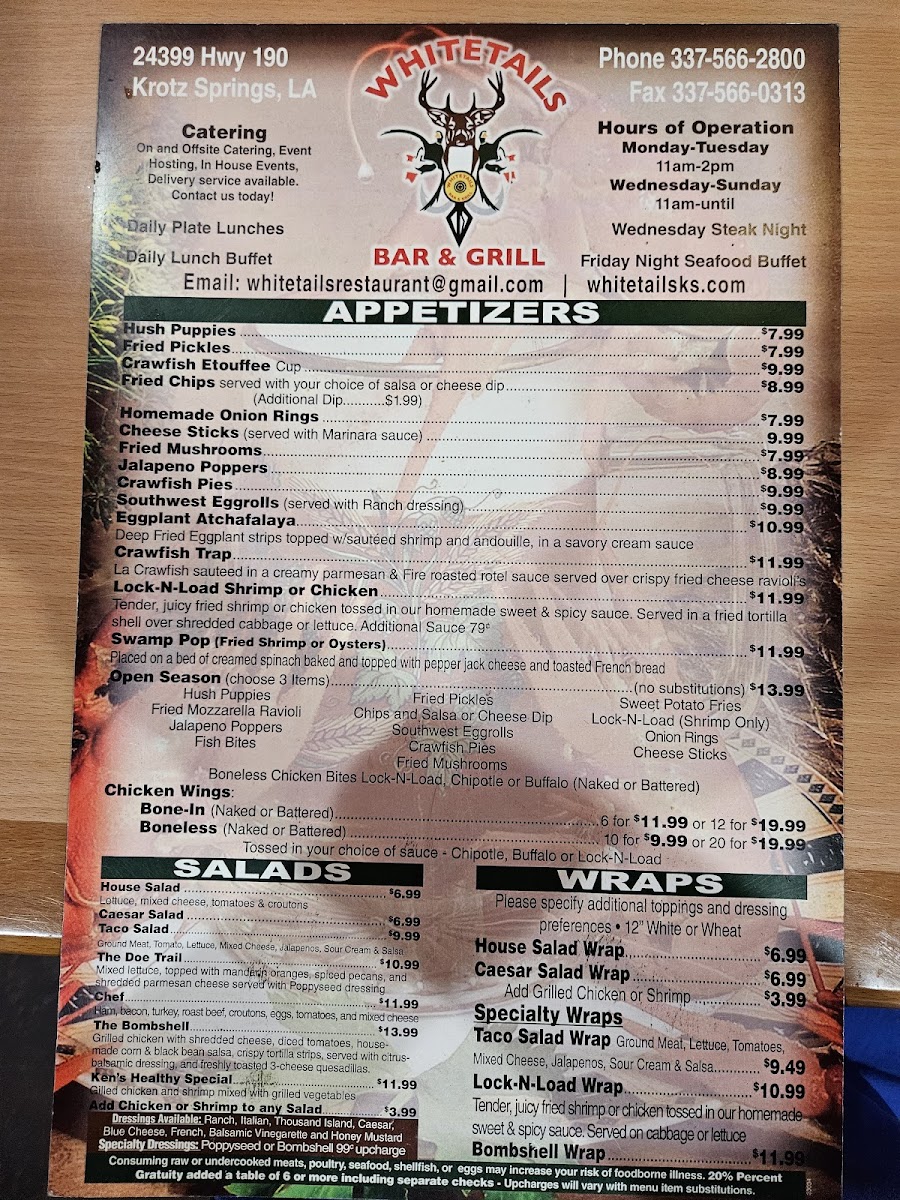 24399 Hwy 190
Krotz Springs, LA
Catering
On and Offsite Catering, Event
Hosting, In House Events,
Delivery service available.
Contact us today!
Daily Plate Lunches
Daily Lunch Buffet
WHITETAILS
WHITETAILS
BAR & GRILL
BAR & GRILL
Phone 337-566-2800
Fax 337-566-0313
Hours of Operation
Monday-Tuesday
11am-2pm
Wednesday-Sunday
11am-until
Wednesday Steak Night
Friday Night Seafood Buffet
Email: whitetailsrestaurant@gmail.com | whitetailsks.com
APPETIZERS
Hush Puppies $7.99
Fried Pickles $7.99
Crawfish Etouffee Cup $9.99
Fried Chips served with your choice of salsa or cheese dip $8.99
(Additional Dip..........$1.99)
Homemade Onion Rings $7.99
Cheese Sticks (served with Marinara sauce) 9.99
Fried Mushrooms $7.99
Jalapeno Poppers $8.99
Crawfish Pies $9.99
Southwest Eggrolls (served with Ranch dressing) $9.99
Eggplant Atchafalaya $10.99
Deep Fried Eggplant strips topped w/sauteed shrimp and andouille, in a savory cream sauce
Crawfish Trap $11.99
La Crawfish sauteed in a creamy parmesan & Fire roasted rotel sauce served over crispy fried cheese ravioli's
Lock-N-Load Shrimp or Chicken $11.99
Tender, juicy fried shrimp or chicken tossed in our homemade sweet & spicy sauce. Served in a fried tortilla
shell over shredded cabbage or lettuce. Additional Sauce 79¢
Swamp Pop (Fried Shrimp or Oysters) $11.99
Placed on a bed of creamed spinach baked and topped with pepper jack cheese and toasted French bread
Open Season (choose 3 Items) (no substitutions) $13.99
Hush Puppies
Fried Mozzarella Ravioli
Jalapeno Poppers
Fish Bites
Fried Pickles
Chips and Salsa or Cheese Dip
Southwest Eggrolls
Crawfish Pies
Fried Mushrooms
Sweet Potato Fries
Lock-N-Load (Shrimp Only)
Onion Rings
Cheese Sticks
Boneless Chicken Bites Lock-N-Load, Chipotle or Buffalo (Naked or Battered)
Chicken Wings:
Bone-In (Naked or Battered) 6 for $11.99 or 12 for $19.99
Boneless (Naked or Battered) 10 for $9.99 or 20 for $19.99
Tossed in your choice of sauce - Chipotle, Buffalo or Lock-N-Load
SALADS
House Salad $6.99
Lottuce, mixed cheese, tomatoes & croutons
Caesar Salad $6.99
Taco Salad $9.99
Ground Meat, Tomato, Lettuce, Mixed Cheese, Jalapenos, Sour Cream & Salsa
The Doe Trail $10.99
Mixed lettuce, topped with mandarin oranges, spiced pecans, and
shredded parmesan cheese served with Poppyseed dressing
Chef $11.99
Ham, bacon, turkey, roast beef, croutons, eggs, tomatoes, and mixed cheese
The Bombshell $13.99
Grilled chicken with shredded cheese, diced tomatoes, house-
made corn & black bean salsa, crispy tortilla strips, served with citrus-
balsamic dressing, and freshly toasted 3-cheese quesadillas.
Ken's Healthy Special $11.99
Gilled chicken and shrimp mixed with grilled vegetables
Add Chicken or Shrimp to any Salad $3.99
Dressings Available: Ranch, Italian, Thousand Island, Caesar,
Blue Cheese, French, Balsamic Vinegarette and Honey Mustard
Specialty Dressings: Poppyseed or Bombshell 99¢ upcharge
WRAPS
Please specify additional toppings and dressing
preferences • 12" White or Wheat
House Salad Wrap $6.99
Caesar Salad Wrap $6.99
Add Grilled Chicken or Shrimp $3.99
Specialty Wraps
Taco Salad Wrap Ground Meat, Lettuce, Tomatoes,
Mixed Cheese, Jalapenos, Sour Cream & Salsa $9.49
Lock-N-Load Wrap $10.99
Tender, juicy fried shrimp or chicken tossed in our homemade
sweet & spicy sauce. Served on cabbage or lettuce
Bombshell Wrap $11.99
Consuming raw or undercooked meats, poultry, seafood, shellfish, or eggs may increase your risk of foodborne illness. 20% Percent
Gratuity added a table of 6 or more including separate checks - Upcharges will vary with menu item substitutions.